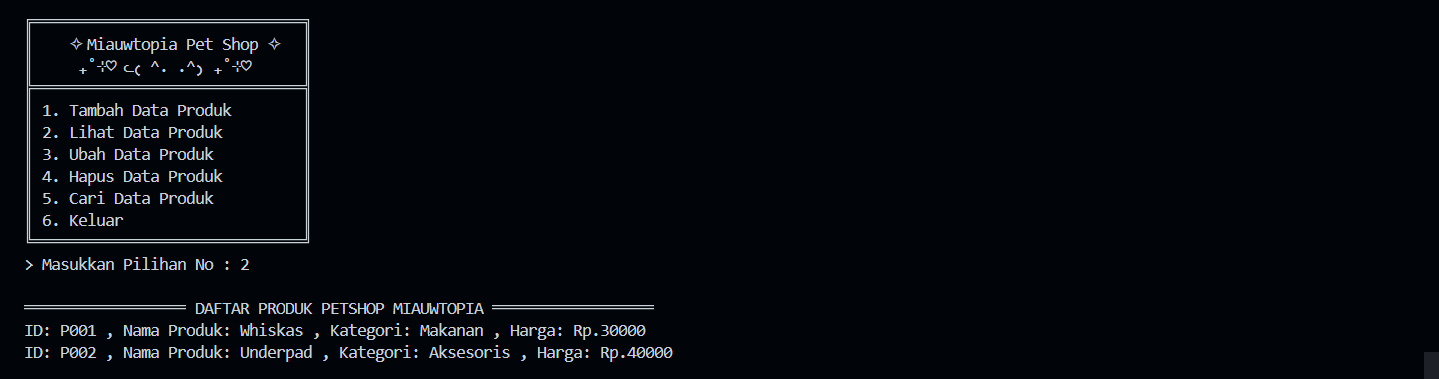 ✧ Miauwtopia Pet Shop ✧
₊˚⊹♡ ᓚ₍ ^. .^₎ ₊˚⊹♡
1. Tambah Data Produk
2. Lihat Data Produk
3. Ubah Data Produk
4. Hapus Data Produk
5. Cari Data Produk
6. Keluar
> Masukkan Pilihan No : 2
══════════════════ DAFTAR PRODUK PETSHOP MIAUWTOPIA ══════════════════
ID: P001 , Nama Produk: Whiskas , Kategori: Makanan , Harga: Rp.30000
ID: P002 , Nama Produk: Underpad , Kategori: Aksesoris , Harga: Rp.40000